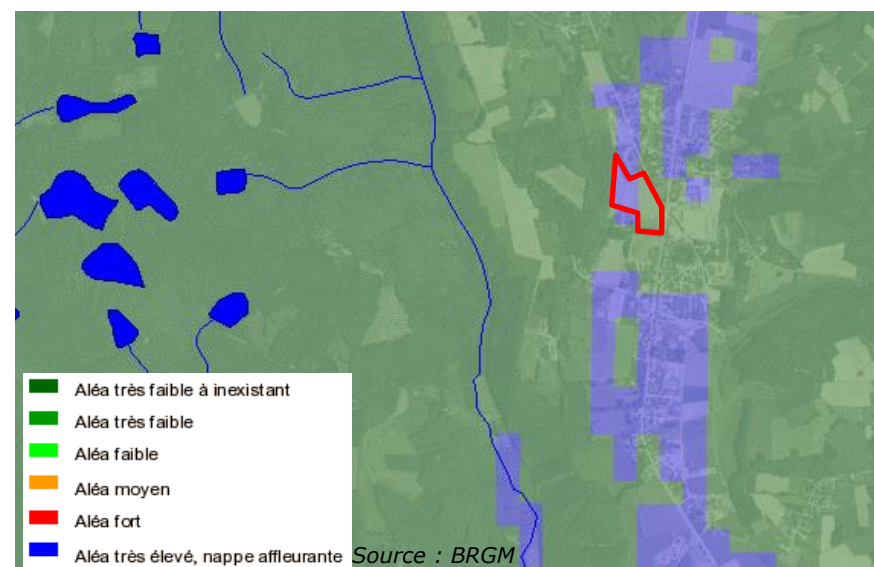 Aléa très faible à inexistant
Aléa très faible
Aléa faible
Aléa moyen
Aléa fort
Aléa très élevé, nappe affleurante
Source : BRGM